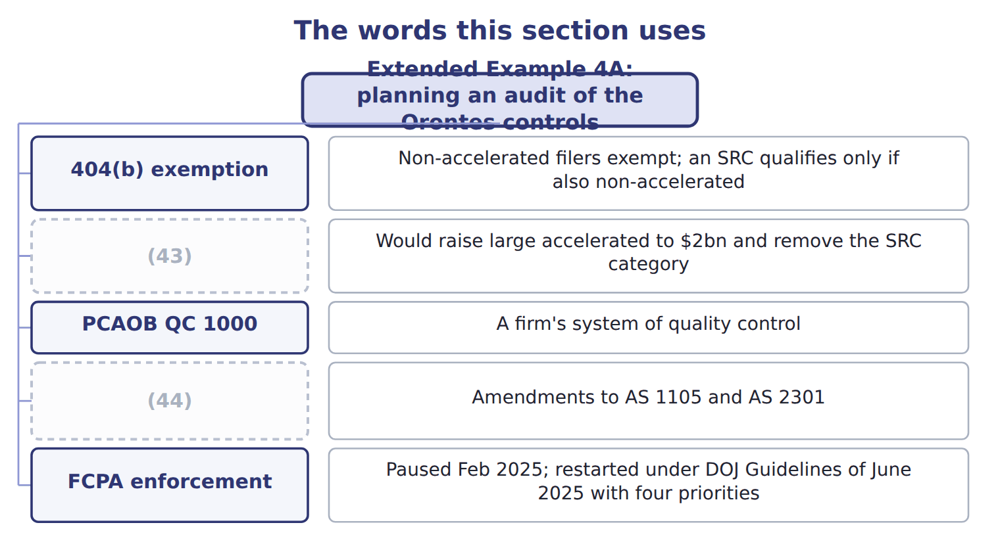 The words this section uses
Extended Example 4A:
planning an audit of the
Orontes controls
404(b) exemption
Non-accelerated filers exempt; an SRC qualifies only if
also non-accelerated
(43)
Would raise large accelerated to $2bn and remove the SRC
category
PCAOB QC 1000
A firm's system of quality control
(44)
Amendments to AS 1105 and AS 2301
FCPA enforcement
Paused Feb 2025; restarted under DOJ Guidelines of June
2025 with four priorities